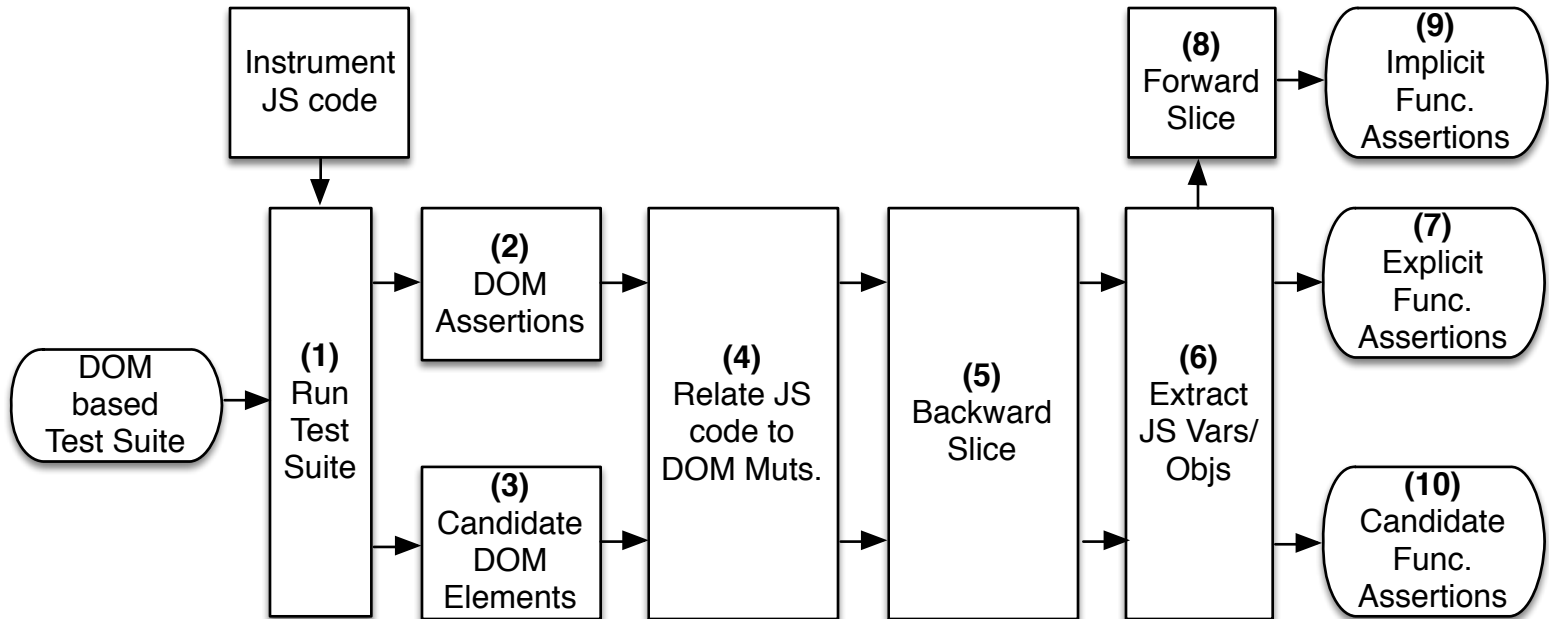 Instrument
JS code
(8)
Forward
Slice
(9)
Implicit
Func.
Assertions
DOM
based
Test Suite
(1)
Run
Test
Suite
(2)
DOM
Assertions
(3)
Candidate
DOM
Elements
(4)
Relate JS
code to
DOM Muts.
(5)
Backward
Slice
(6)
Extract
JS Vars/
Objs
(7)
Explicit
Func.
Assertions
(10)
Candidate
Func.
Assertions